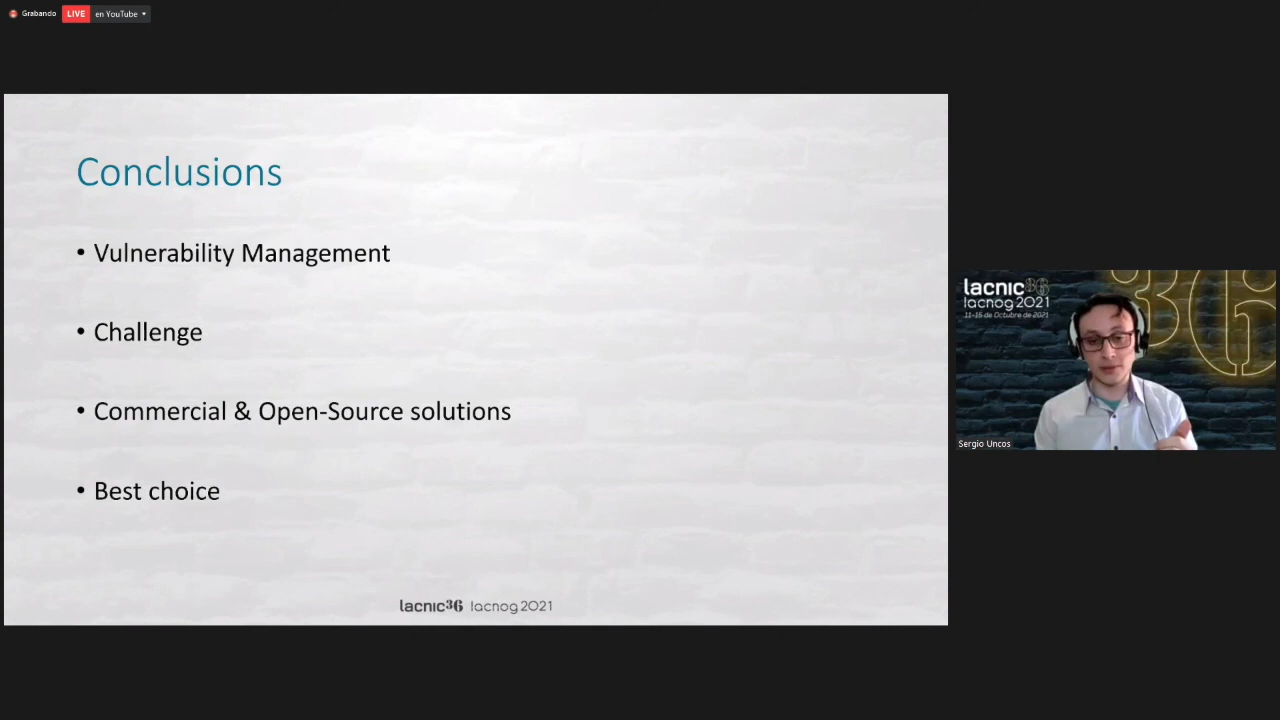 Grabando
LIVE en YouTube
Conclusions
• Vulnerability Management
• Challenge
• Commercial & Open-Source solutions
• Best choice
lacnic36 lacnog 2021
lacnic36
lacnog 2021
11-15 de Octubre de 2021
36
Sergio Uncos